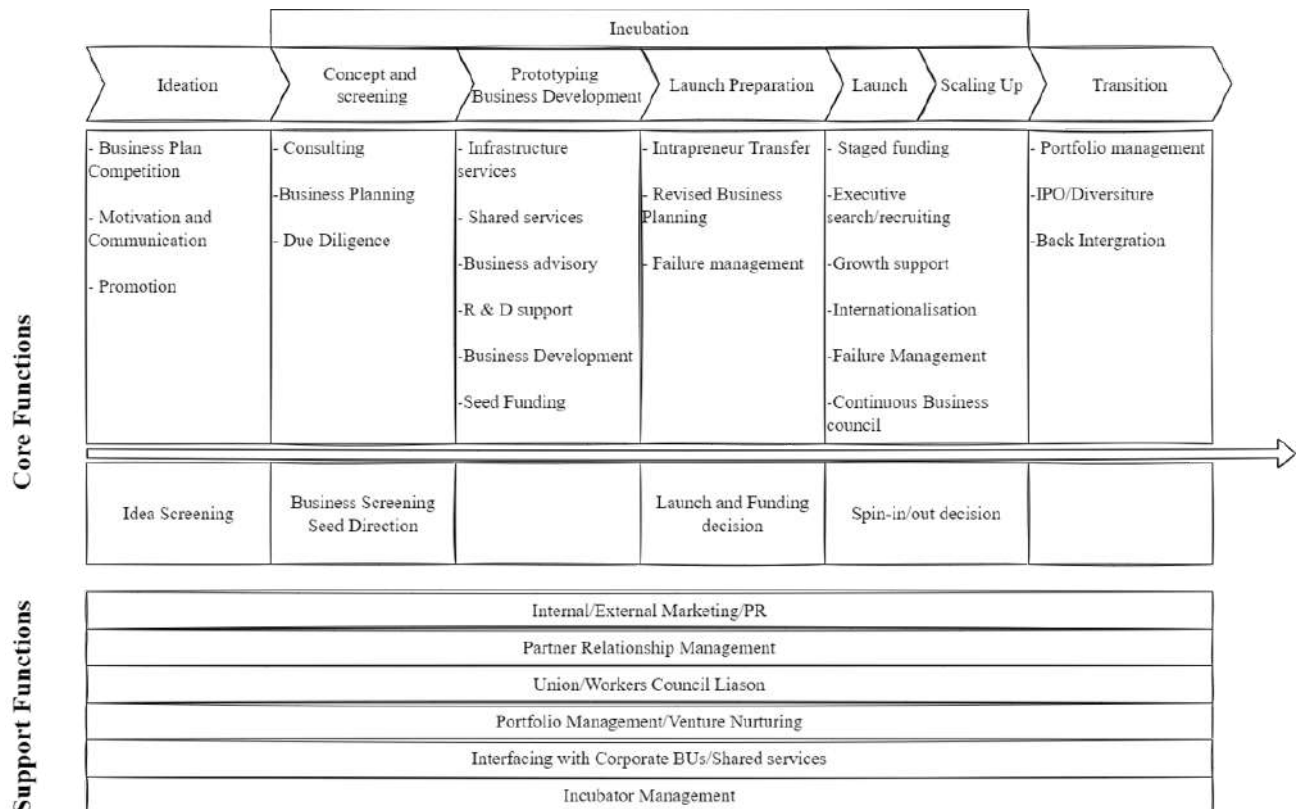 Incubation
Ideation
Concept and
screening
Prototyping
Business Development
Launch Preparation
Launch
Scaling Up
Transition
- Business Plan
Competition
- Motivation and
Communication
- Promotion
- Consulting
-Business Planning
- Due Diligence
- Infrastructure
services
- Shared services
-Business advisory
-R & D support
-Business Development
-Seed Funding
- Intrapreneur Transfer
- Revised Business
Planning
- Failure management
- Staged funding
-Executive
search/recruiting
-Growth support
-Internationalisation
-Failure Management
-Continuous Business
council
- Portfolio management
-IPO/Diversiture
-Back Intergration
Core Functions
Idea Screening
Business Screening
Seed Direction
Launch and Funding
decision
Spin-in/out decision
Support Functions
Internal/External Marketing/PR
Partner Relationship Management
Union/Workers Council Liason
Portfolio Management/Venture Nurturing
Interfacing with Corporate BUs/Shared services
Incubator Management